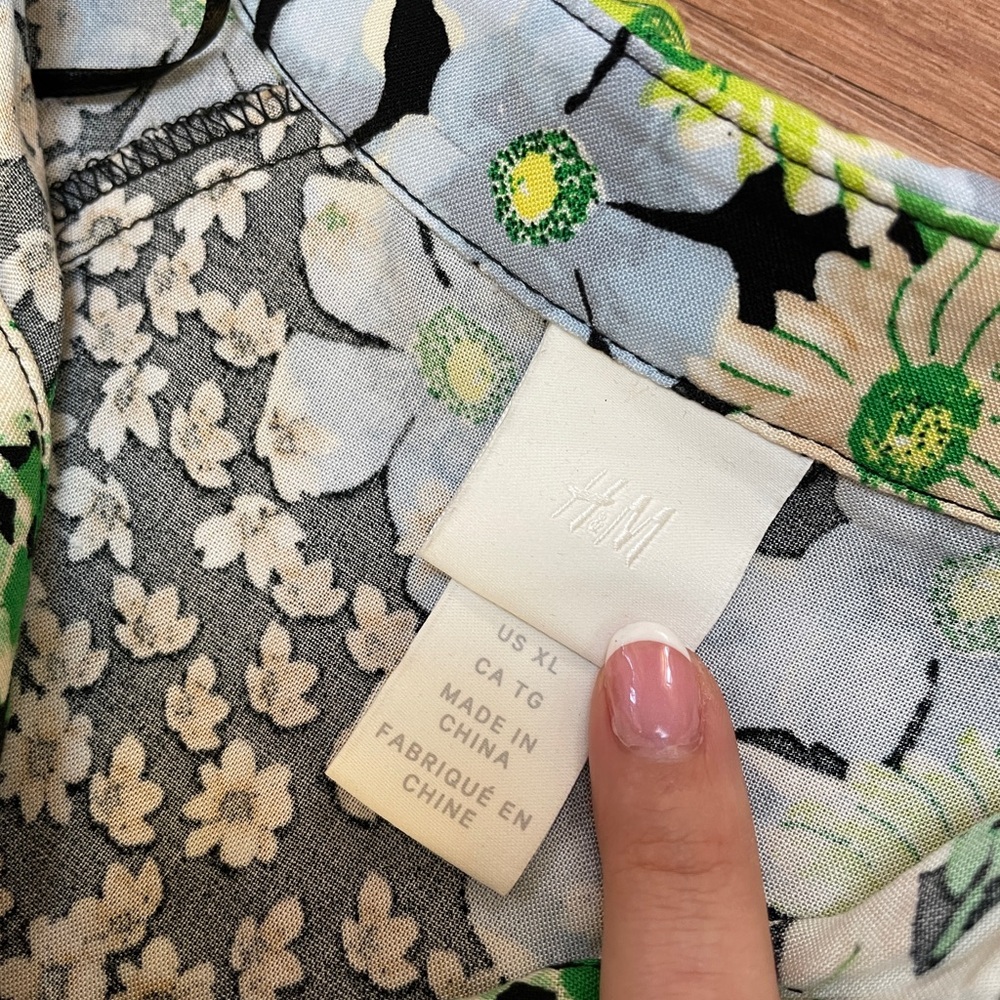 H&M
US XL
CA TG
MADE IN
CHINA
FABRIQUÉ EN
CHINE